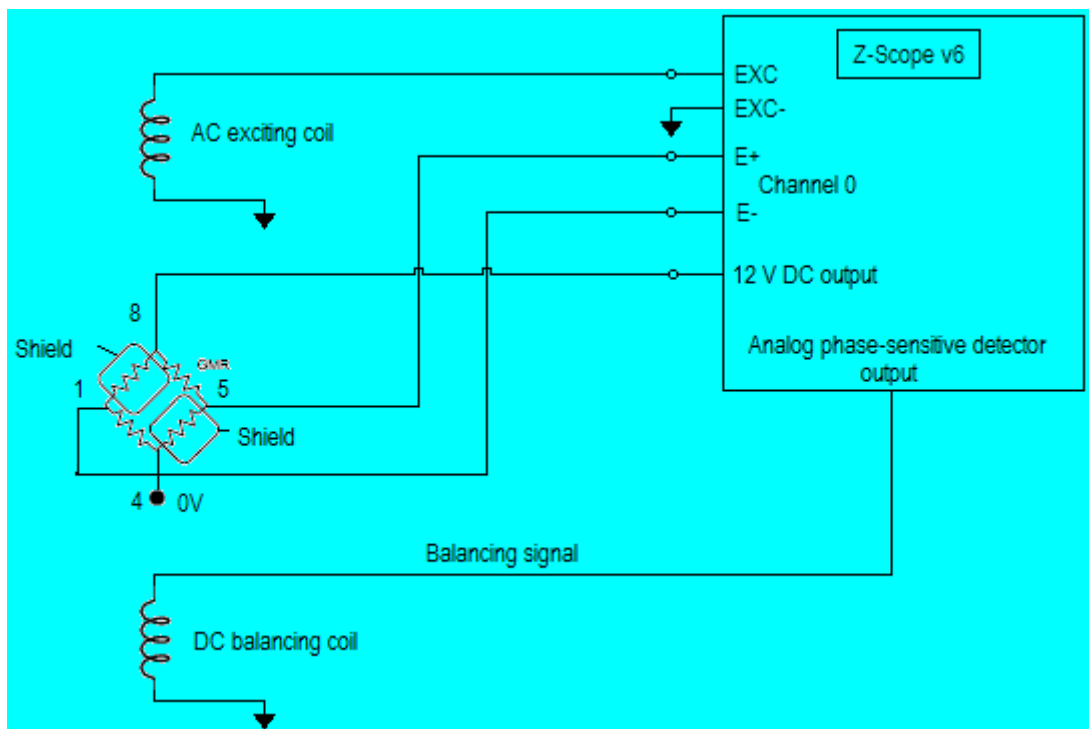 Z-Scope v6
EXC
EXC-
AC exciting coil
E+
Channel 0
E-
12 V DC output
8
Shield
GMR
Analog phase-sensitive detector
output
1
5
Shield
4
0V
Balancing signal
DC balancing coil